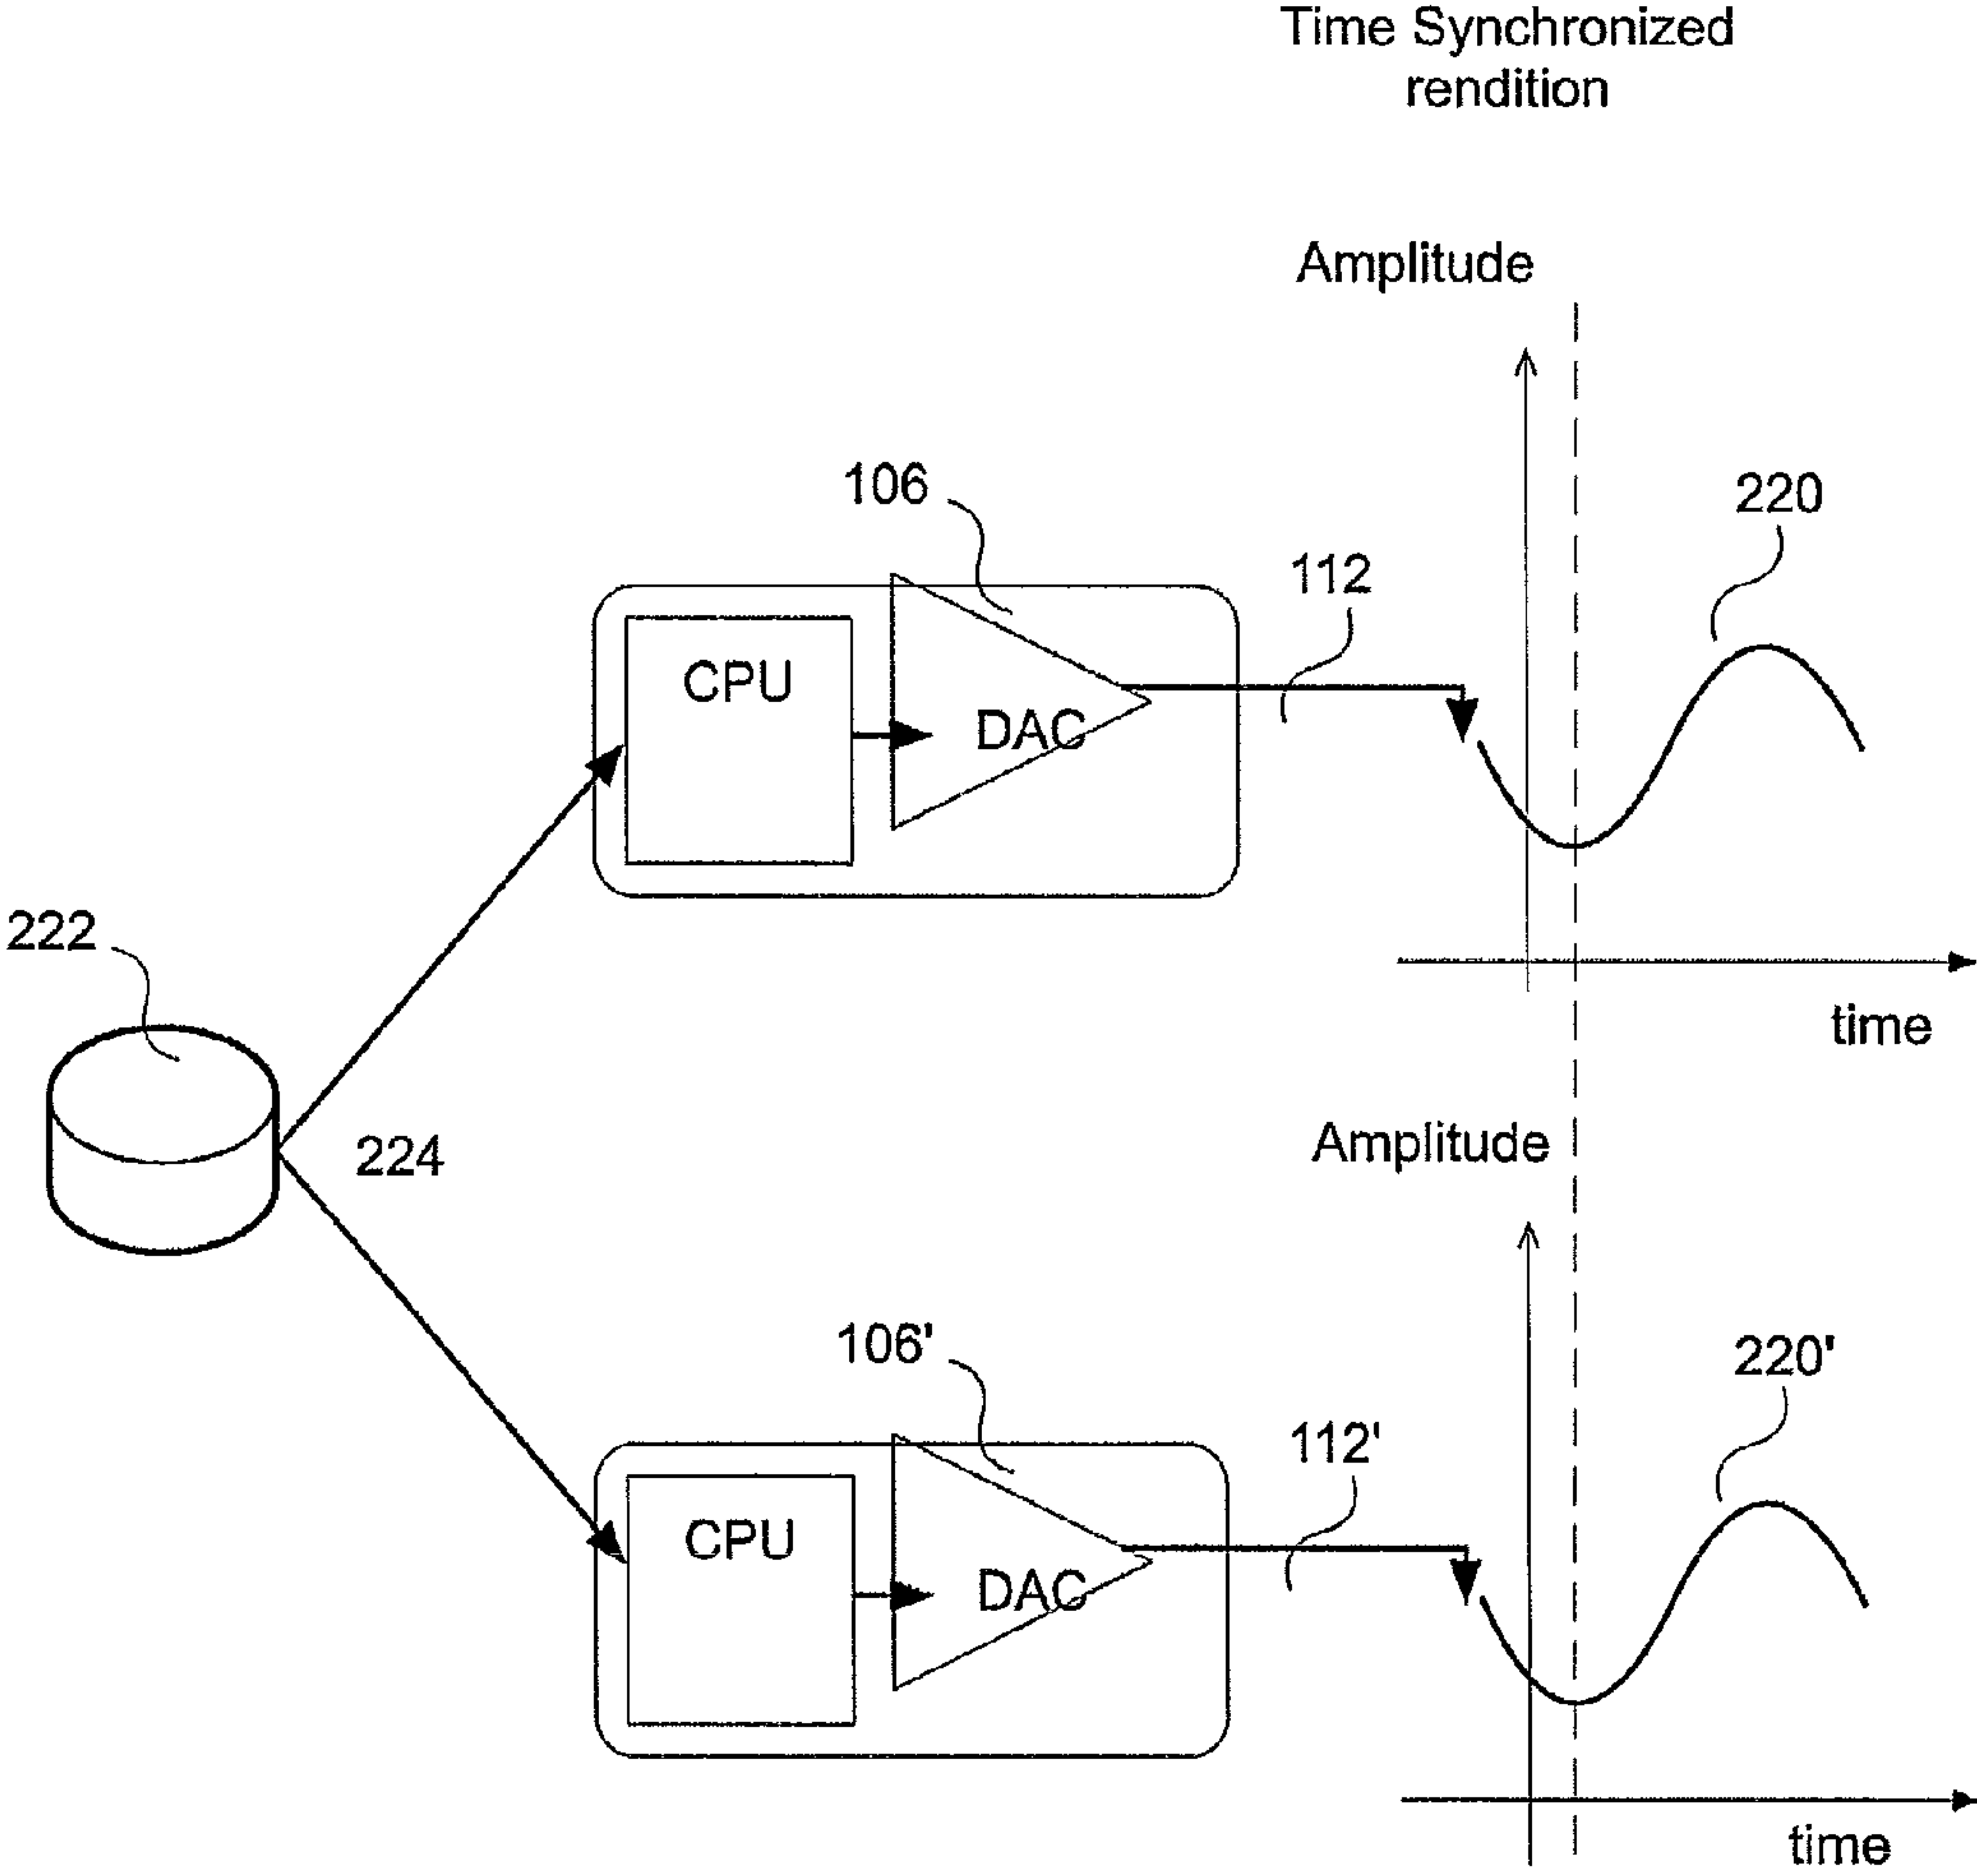 Time Synchronized
rendition
Amplitude
106
220
112
CPU
DAC
222
time
Amplitude
224
106'
220'
112'
CPU
DAC
time